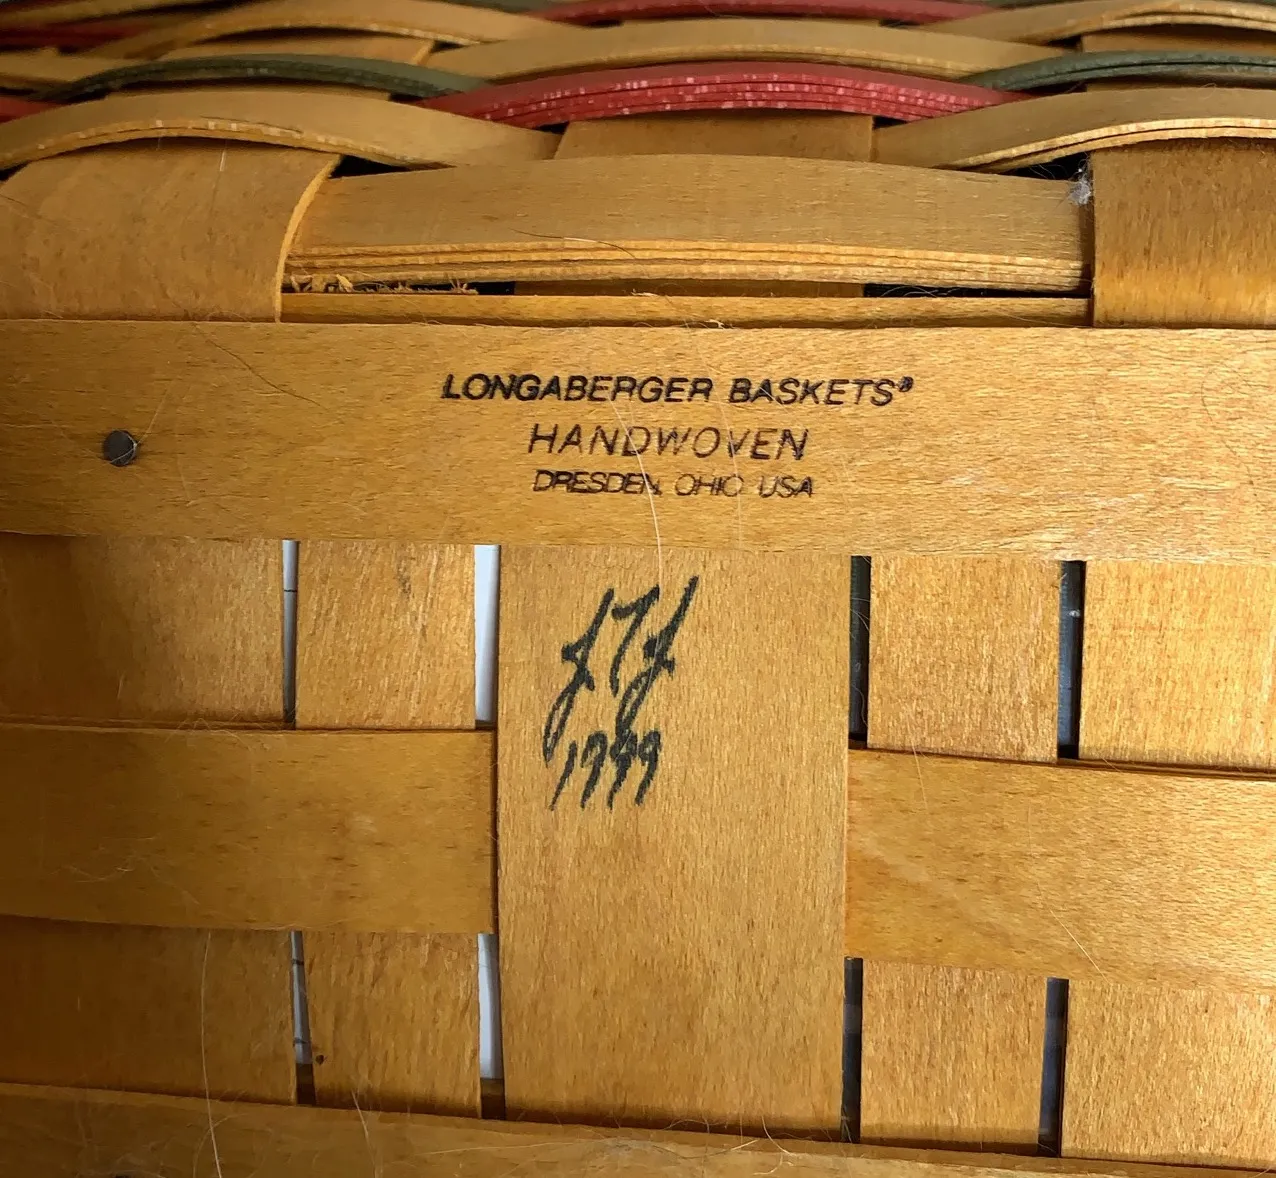 LONGABERGER BASKETS®
HANDWOVEN
DRESDEN, OHIO USA
1999